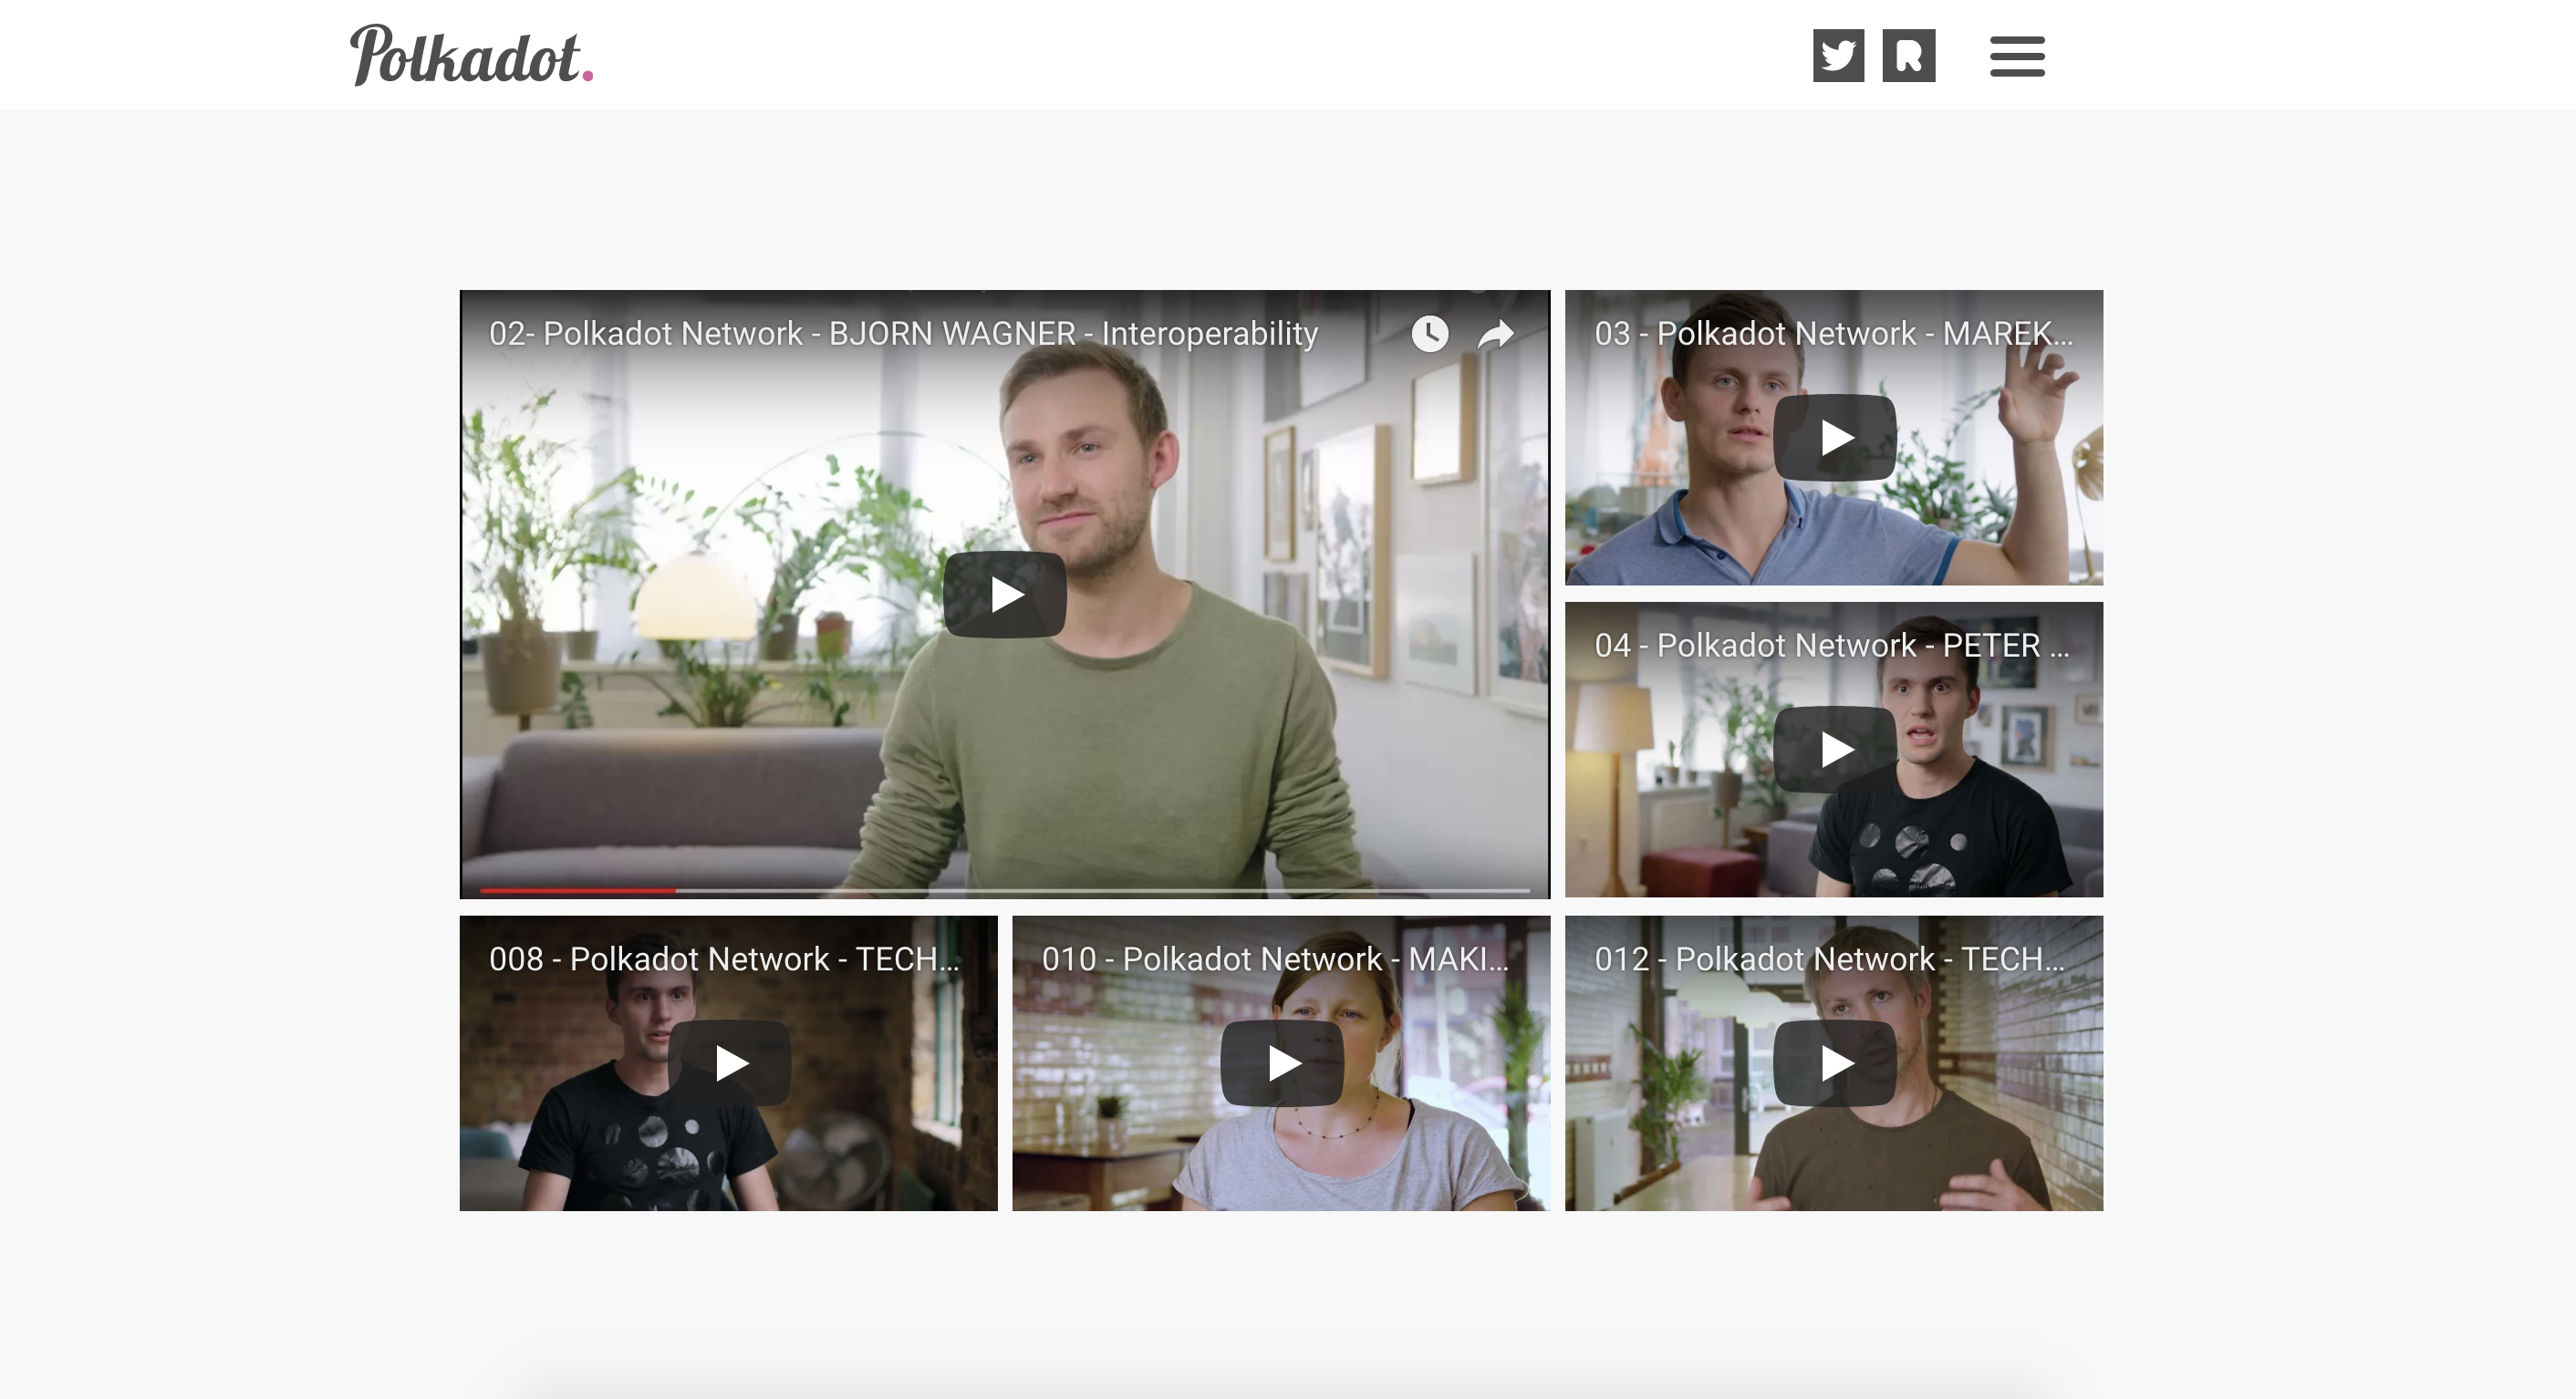 Polkadot.
02- Polkadot Network - BJORN WAGNER - Interoperability
03 - Polkadot Network - MAREK...
04 - Polkadot Network - PETER ...
008 - Polkadot Network - TECH...
010 - Polkadot Network - MAKI...
012 - Polkadot Network - TECH...